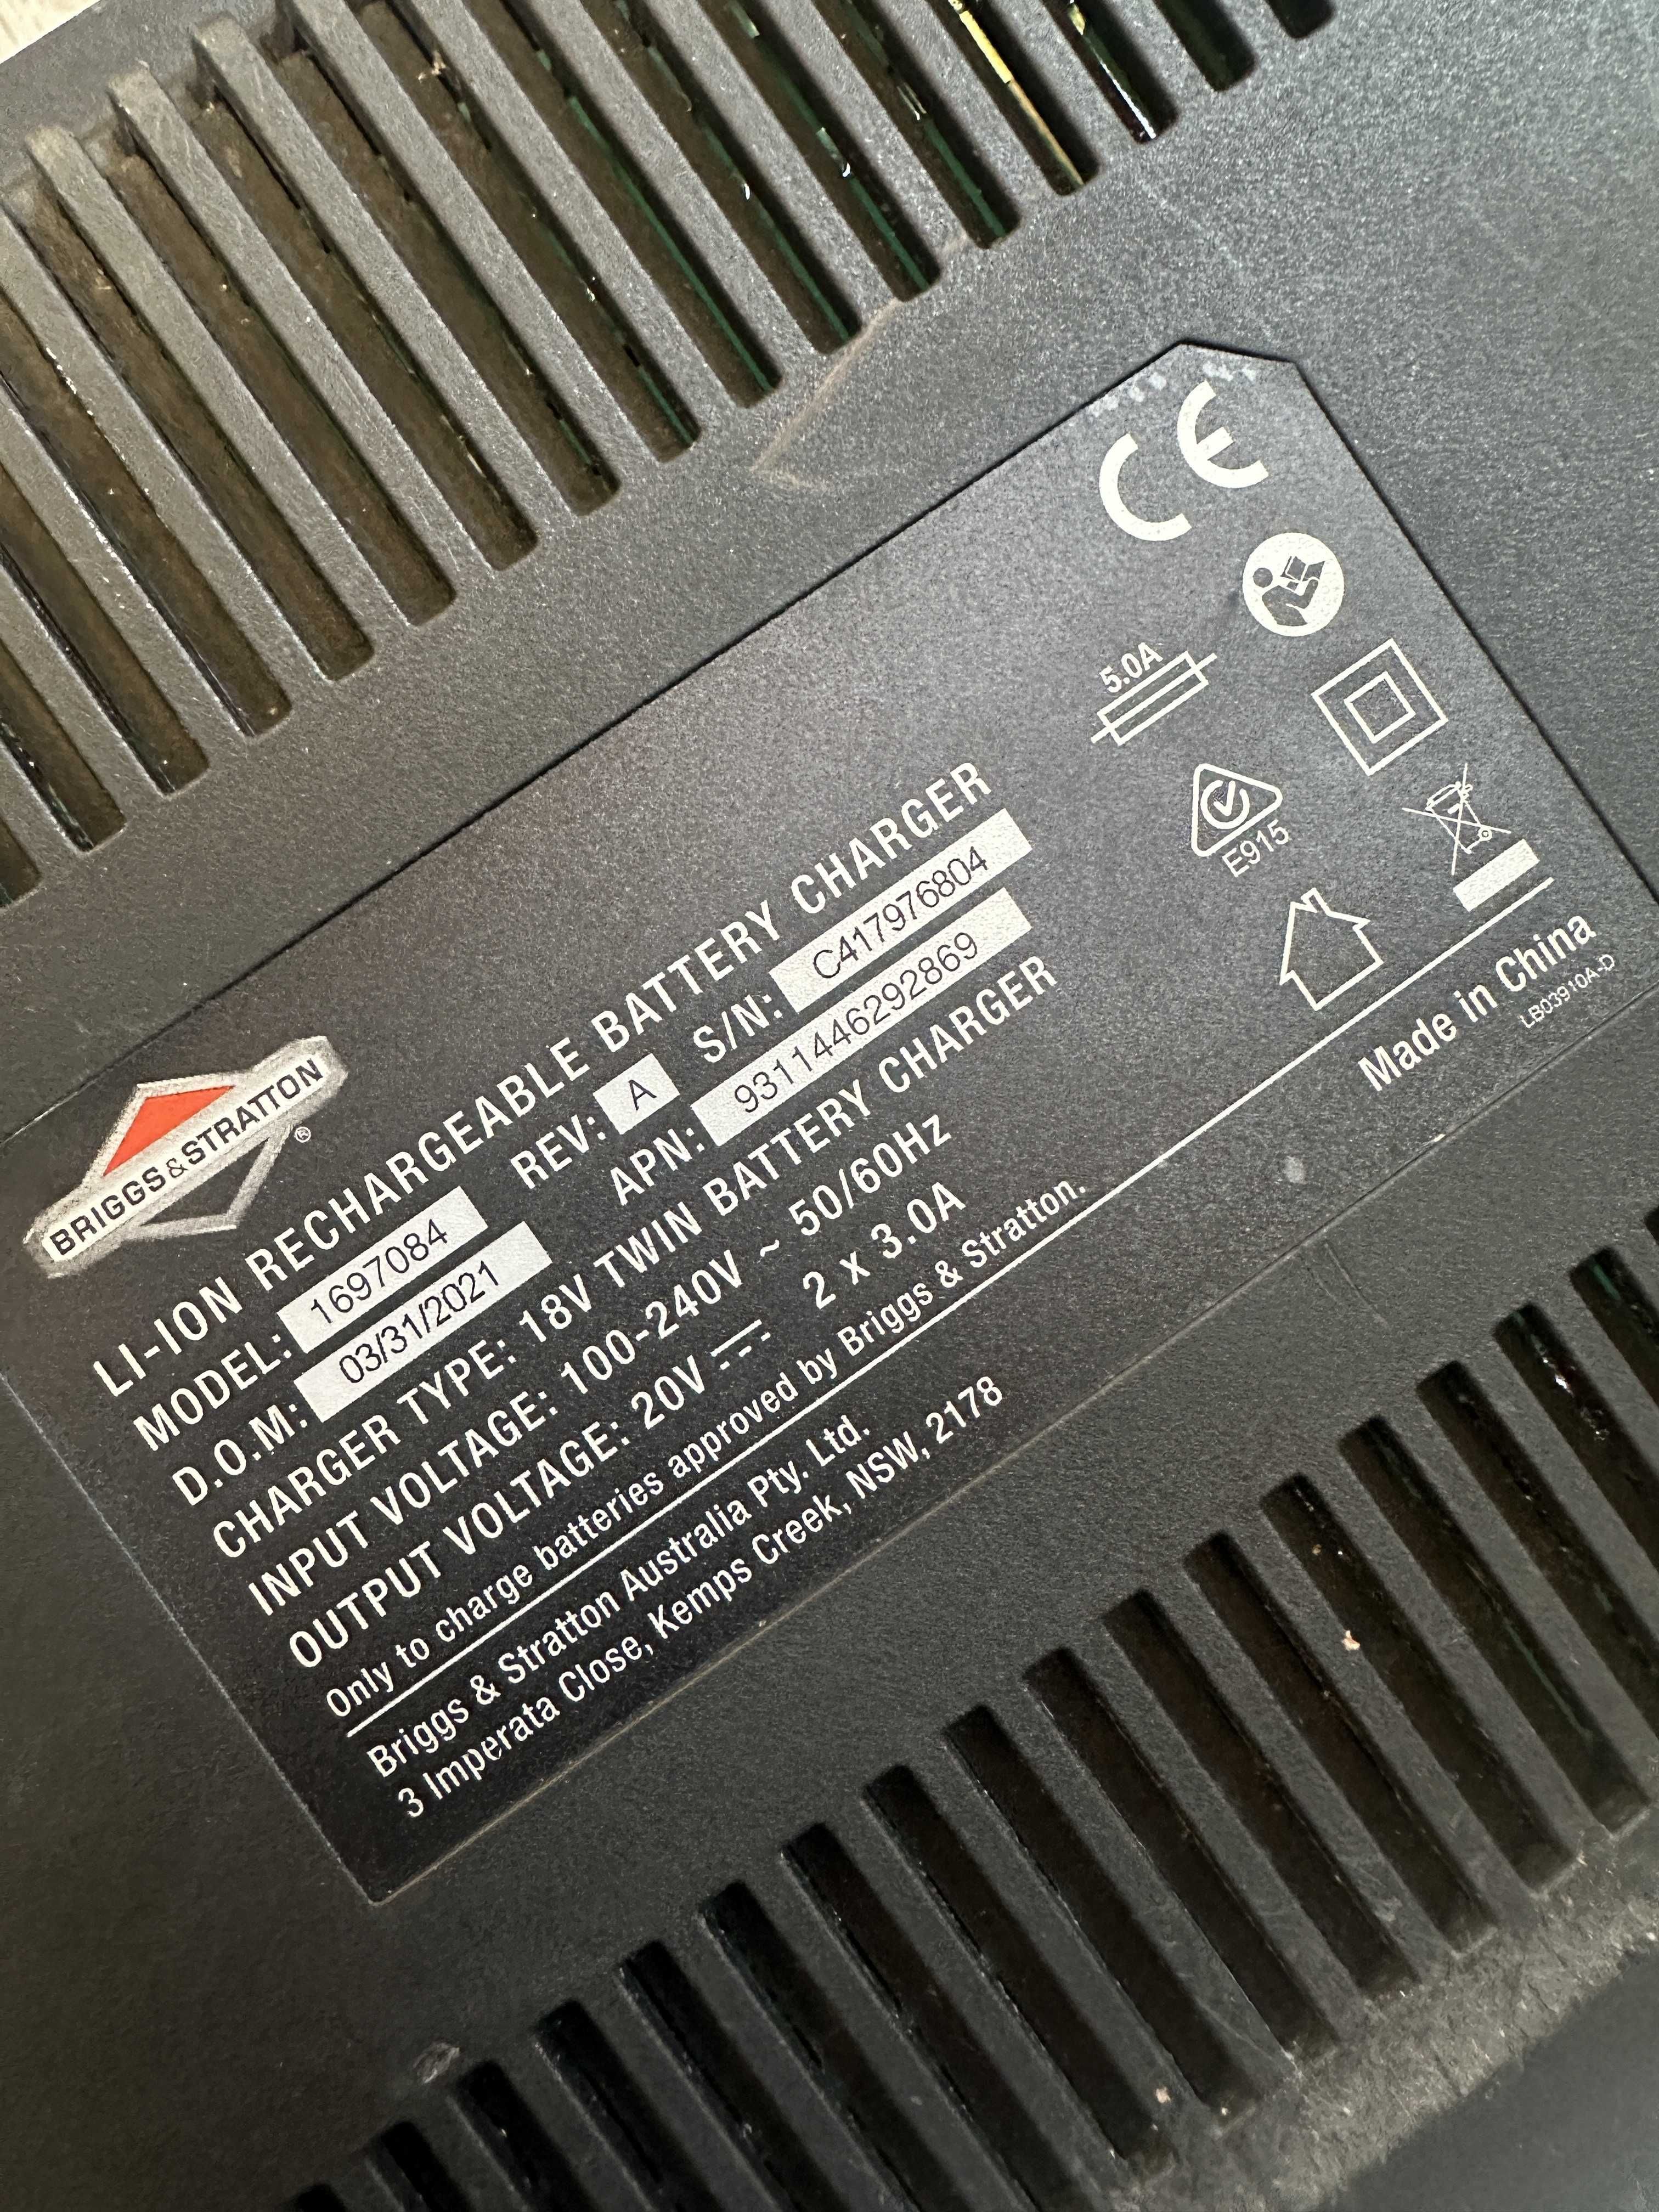 BRIGGS&STRATTON
®
LI-ION RECHARGEABLE BATTERY CHARGER
MODEL: 1697084 REV: A S/N: C417976804
D.O.M: 03/31/2021 APN: 9311446292869
CHARGER TYPE: 18V TWIN BATTERY CHARGER
INPUT VOLTAGE: 100-240V ~ 50/60Hz
OUTPUT VOLTAGE: 20V ⎓ 2 x 3.0A
Only to charge batteries approved by Briggs & Stratton.
Briggs & Stratton Australia Pty. Ltd.
3 Imperata Close, Kemps Creek, NSW, 2178
CE
5.0A
E915
Made in China
LB03910A-D